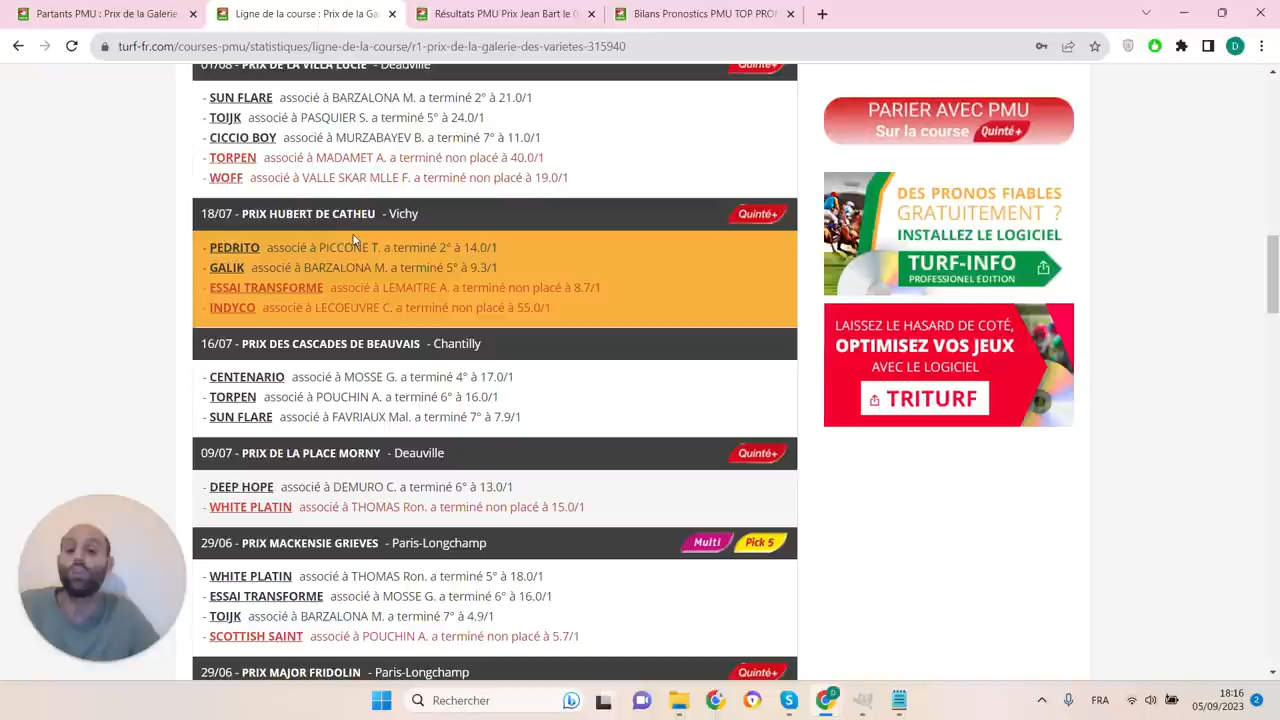 PMU du jour: Prix de la Galerie
Ligne de la course: Prix de la Ga
Résultats Prix Jean Bart le 0
Bilans Pronostics PMU TOP PRO
turf-fr.com/courses-pmu/statistiques/ligne-de-la-course/r1-prix-de-la-galerie-des-varietes-315940
D
01/08 - PRIX DE LA VILLA LUCIE - Deauville
Quinté+
- SUN FLARE associé à BARZALONA M. a terminé 2° à 21.0/1
- TOIJK associé à PASQUIER S. a terminé 5° à 24.0/1
- CICCIO BOY associé à MURZABAYEV B. a terminé 7° à 11.0/1
- TORPEN associé à MADAMET A. a terminé non placé à 40.0/1
- WOFF associé à VALLE SKAR MLLE F. a terminé non placé à 19.0/1
18/07 - PRIX HUBERT DE CATHEU - Vichy
Quinté+
- PEDRITO associé à PICCONE T. a terminé 2° à 14.0/1
- GALIK associé à BARZALONA M. a terminé 5° à 9.3/1
- ESSAI TRANSFORME associé à LEMAITRE A. a terminé non placé à 8.7/1
- INDYCO associé à LECOEUVRE C. a terminé non placé à 55.0/1
16/07 - PRIX DES CASCADES DE BEAUVAIS - Chantilly
- CENTENARIO associé à MOSSE G. a terminé 4° à 17.0/1
- TORPEN associé à POUCHIN A. a terminé 6° à 16.0/1
- SUN FLARE associé à FAVRIAUX Mal. a terminé 7° à 7.9/1
09/07 - PRIX DE LA PLACE MORNY - Deauville
Quinté+
- DEEP HOPE associé à DEMURO C. a terminé 6° à 13.0/1
- WHITE PLATIN associé à THOMAS Ron. a terminé non placé à 15.0/1
29/06 - PRIX MACKENSIE GRIEVES - Paris-Longchamp
Multi Pick 5
- WHITE PLATIN associé à THOMAS Ron. a terminé 5° à 18.0/1
- ESSAI TRANSFORME associé à MOSSE G. a terminé 6° à 16.0/1
- TOIJK associé à BARZALONA M. a terminé 7° à 4.9/1
- SCOTTISH SAINT associé à POUCHIN A. a terminé non placé à 5.7/1
29/06 - PRIX MAJOR FRIDOLIN - Paris-Longchamp
Quinté+
PARIER AVEC PMU
Sur la course Quinté+
DES PRONOS FIABLES
GRATUITEMENT ?
INSTALLEZ LE LOGICIEL
TURF-INFO
PROFESSIONEL EDITION
LAISSEZ LE HASARD DE COTÉ,
OPTIMISEZ VOS JEUX
AVEC LE LOGICIEL
TRITURF
Rechercher
FRA
18:16
05/09/2023
2